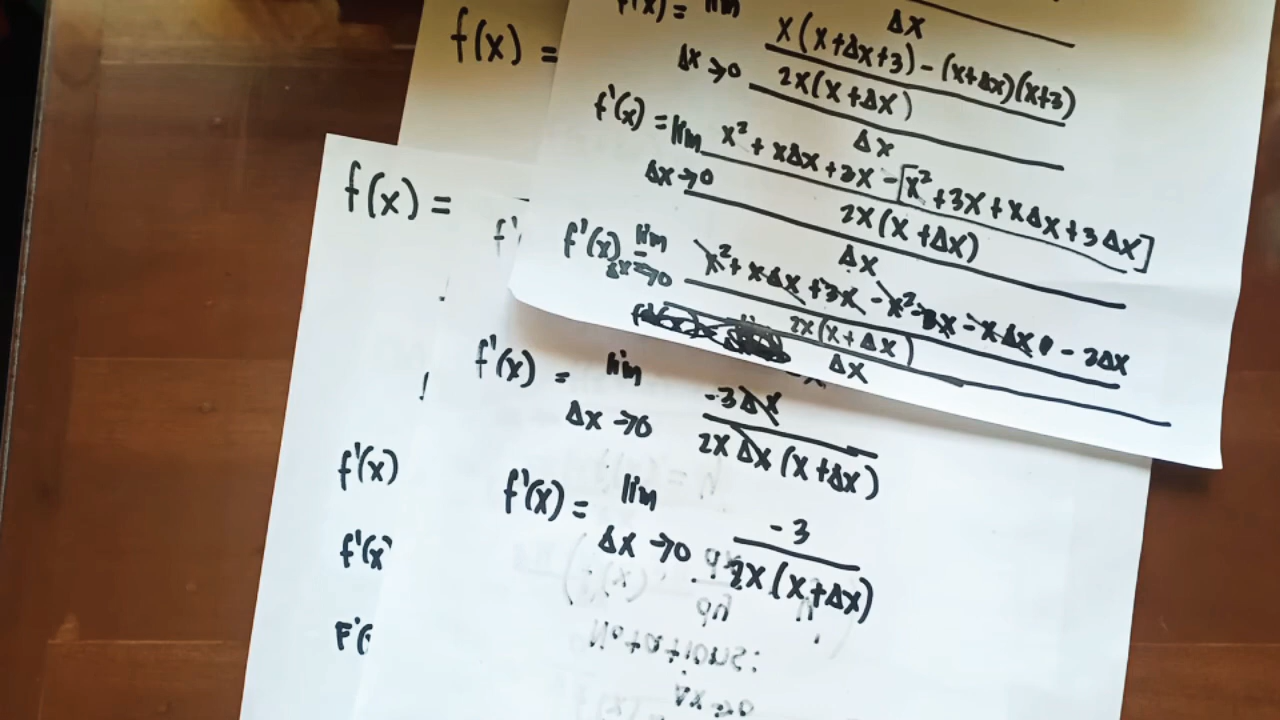 f(x) =
f'(x) = lim
Δx
x(x+Δx+3) - (x+Δx)(x+3)
Δx→0
2x(x+Δx)
Δx
f'(x) = lim x² + xΔx + 3x - [x² + 3x + xΔx + 3Δx]
Δx→0
2x(x+Δx)
Δx
f'(x) = lim x² + xΔx + 3x - x² - 3x - xΔx - 3Δx
Δx→0
2x(x+Δx)
Δx
f(x) =
f'
f'(x) = lim -3Δx
Δx→0 2xΔx(x+Δx)
f'(x)
f'(x) = lim -3
Δx→0 2x(x+Δx)
f'(x
F'(